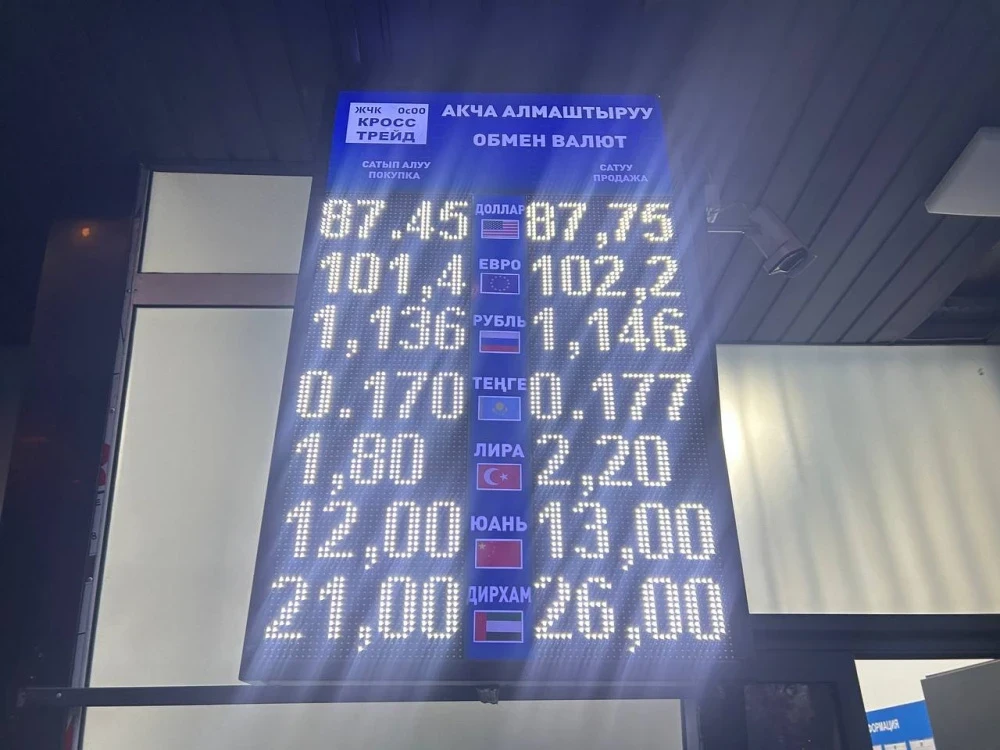 ЖЧК ОсОО
КРОСС
ТРЕЙД
АКЧА АЛМАШТЫРУУ
ОБМЕН ВАЛЮТ
САТЫП АЛУУ
ПОКУПКА
САТУУ
ПРОДАЖА
87.45 ДОЛЛАР 87,75
101,4 ЕВРО 102,2
1,136 РУБЛЬ 1,146
0.170 ТЕҢГЕ 0.177
1,80 ЛИРА 2,20
12,00 ЮАНЬ 13,00
21,00 ДИРХАМ 26,00